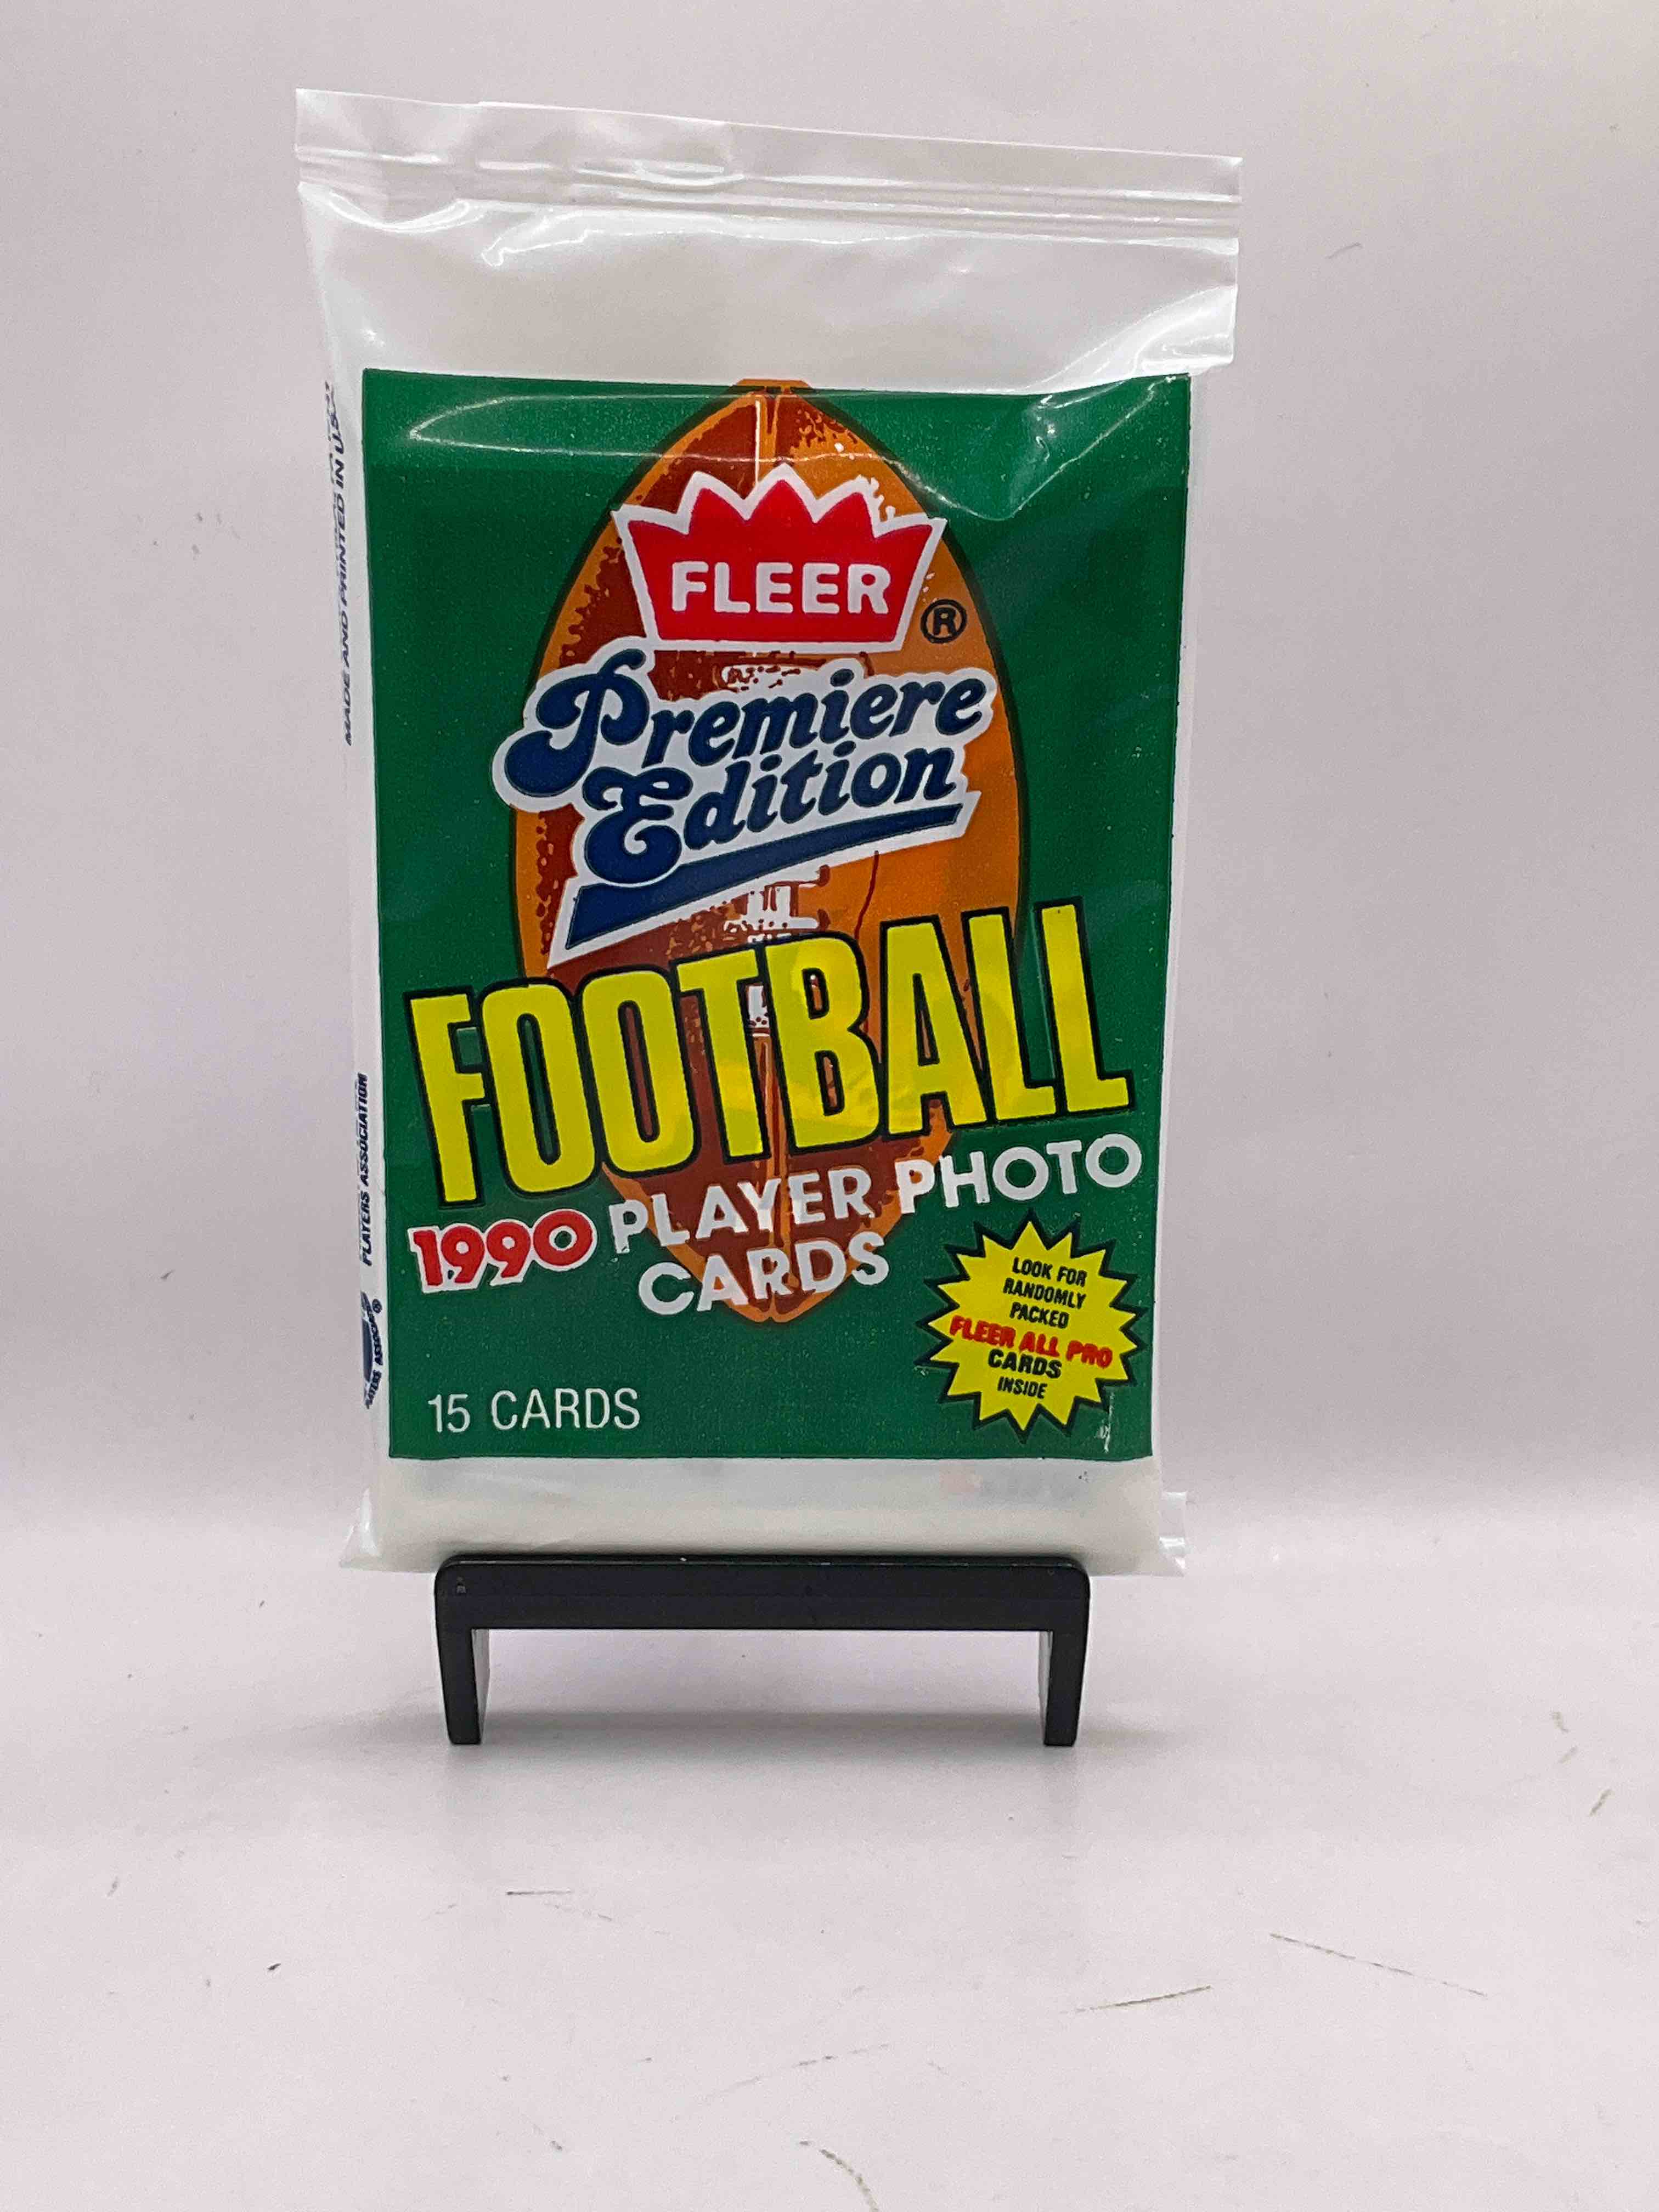 FLEER
®
Premiere
Edition
FOOTBALL
1990 PLAYER PHOTO
CARDS
LOOK FOR
RANDOMLY
PACKED
FLEER ALL PRO
CARDS
INSIDE
15 CARDS
MADE AND PRINTED IN U.S.A.
PLAYERS ASSOCIATION